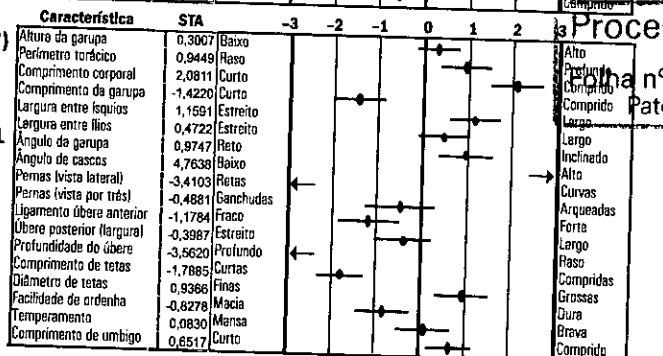 Comprido
Característica STA -3 -2 -1 0 1 2 3
Altura da garupa 0,3007 Baixo Alto
Perímetro torácico 0,9449 Raso Profundo
Comprimento corporal 2,0811 Curto Comprido
Comprimento da garupa -1,4220 Curto Comprido
Largura entre ísquios 1,1591 Estreito Largo
Largura entre ílios 0,4722 Estreito Largo
Ângulo da garupa 0,9747 Reto Inclinado
Ângulo de cascos 4,7638 Baixo Alto
Pernas (vista lateral) -3,4103 Retas Curvas
Pernas (vista por trás) -0,4881 Ganchudas Arqueadas
Ligamento úbere anterior -1,1784 Fraco Forte
Úbere posterior (largura) -0,3987 Estreito Largo
Profundidade do úbere -3,5620 Profundo Raso
Comprimento de tetas -1,7885 Curtas Compridas
Diâmetro de tetas 0,9366 Finas Grossas
Facilidade de ordenha -0,8278 Macia Dura
Temperamento 0,0830 Mansa Brava
Comprimento de umbigo 0,6517 Curto Comprido
Proce
Folha nº
Pat